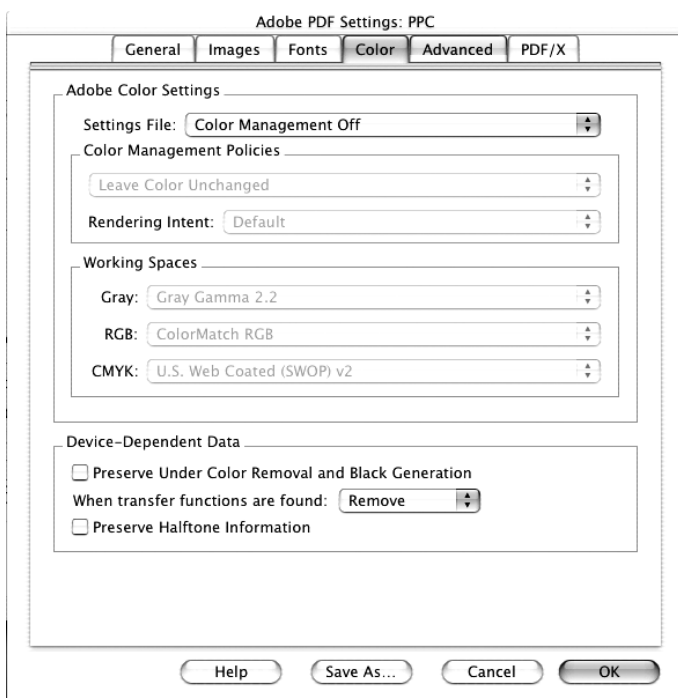 Adobe PDF Settings: PPC
General Images Fonts Color Advanced PDF/X
Adobe Color Settings
Settings File: Color Management Off
Color Management Policies
Leave Color Unchanged
Rendering Intent: Default
Working Spaces
Gray: Gray Gamma 2.2
RGB: ColorMatch RGB
CMYK: U.S. Web Coated (SWOP) v2
Device-Dependent Data
Preserve Under Color Removal and Black Generation
When transfer functions are found: Remove
Preserve Halftone Information
Help Save As... Cancel OK